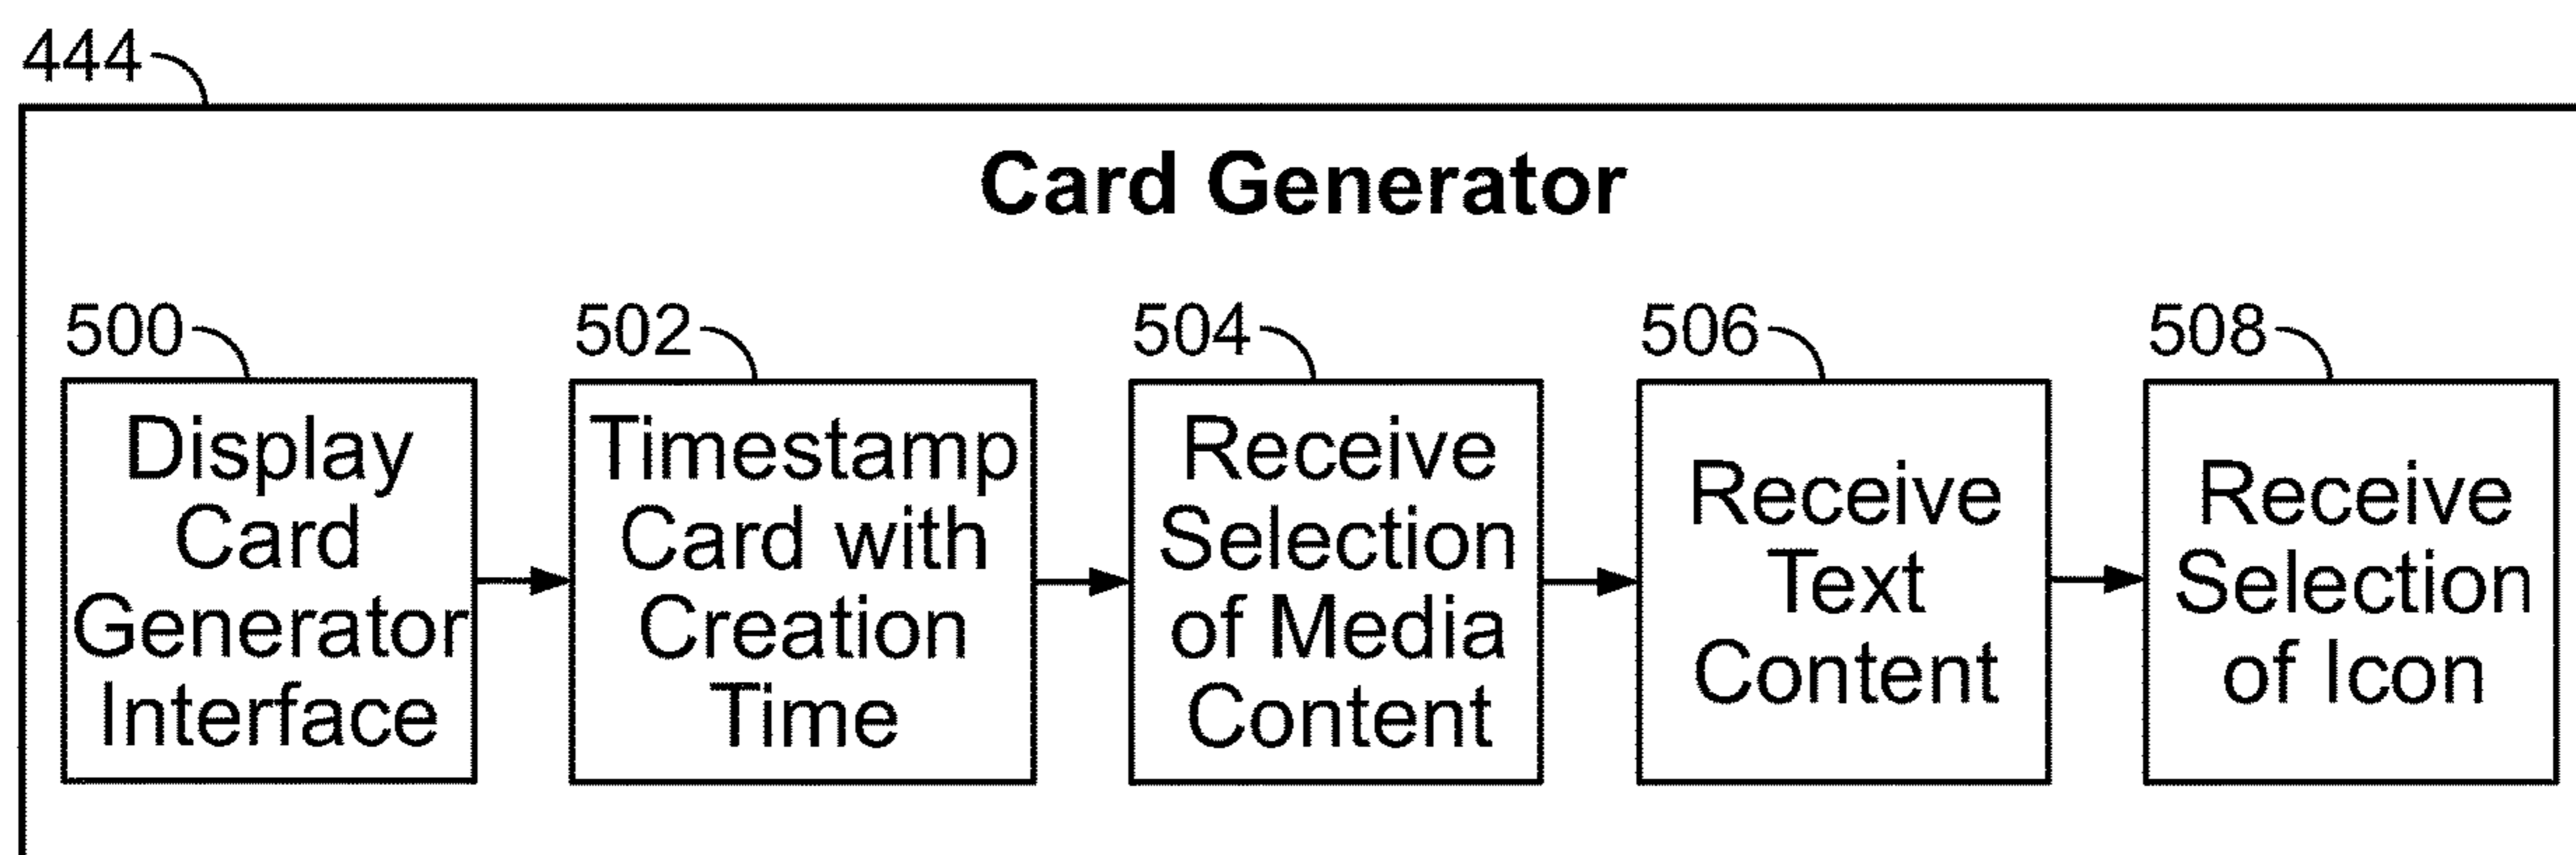 444
Card Generator
500
Display
Card
Generator
Interface
502
Timestamp
Card with
Creation
Time
504
Receive
Selection
of Media
Content
506
Receive
Text
Content
508
Receive
Selection
of Icon